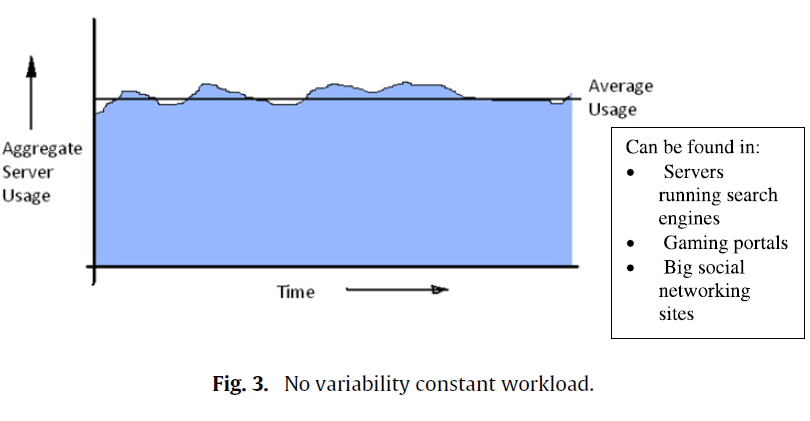 Aggregate
Server
Usage
Average
Usage
Time
Can be found in:
• Servers
running search
engines
• Gaming portals
• Big social
networking
sites
Fig. 3. No variability constant workload.